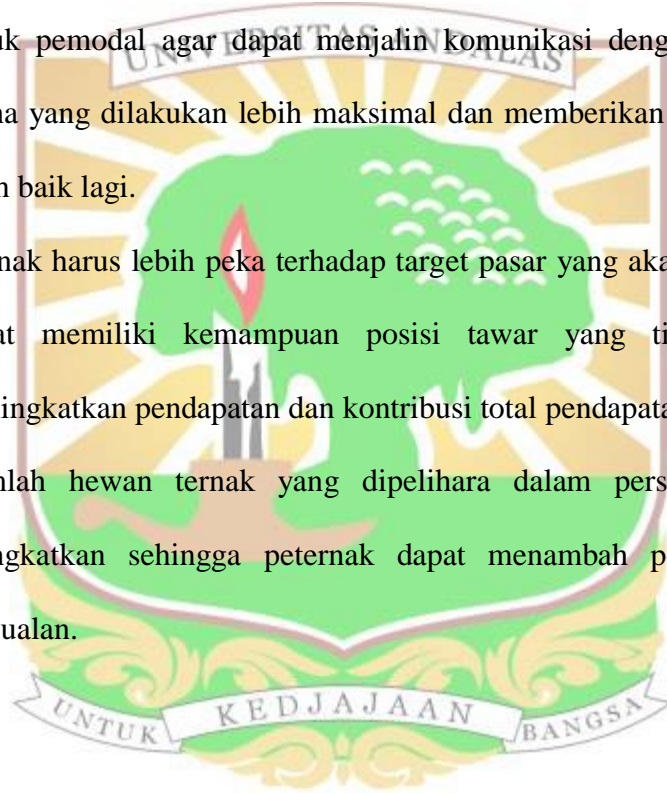 uk pemodal agar dapat menjalin komunikasi deng
UNIVERSITAS ANDALAS
na yang dilakukan lebih maksimal dan memberikan
n baik lagi.
nak harus lebih peka terhadap target pasar yang aka
at memiliki kemampuan posisi tawar yang ti
ingkatkan pendapatan dan kontribusi total pendapata
nlah hewan ternak yang dipelihara dalam pers
ngkatkan sehingga peternak dapat menambah p
ualan.
UNTUK KEDJAJAAN BANGSA